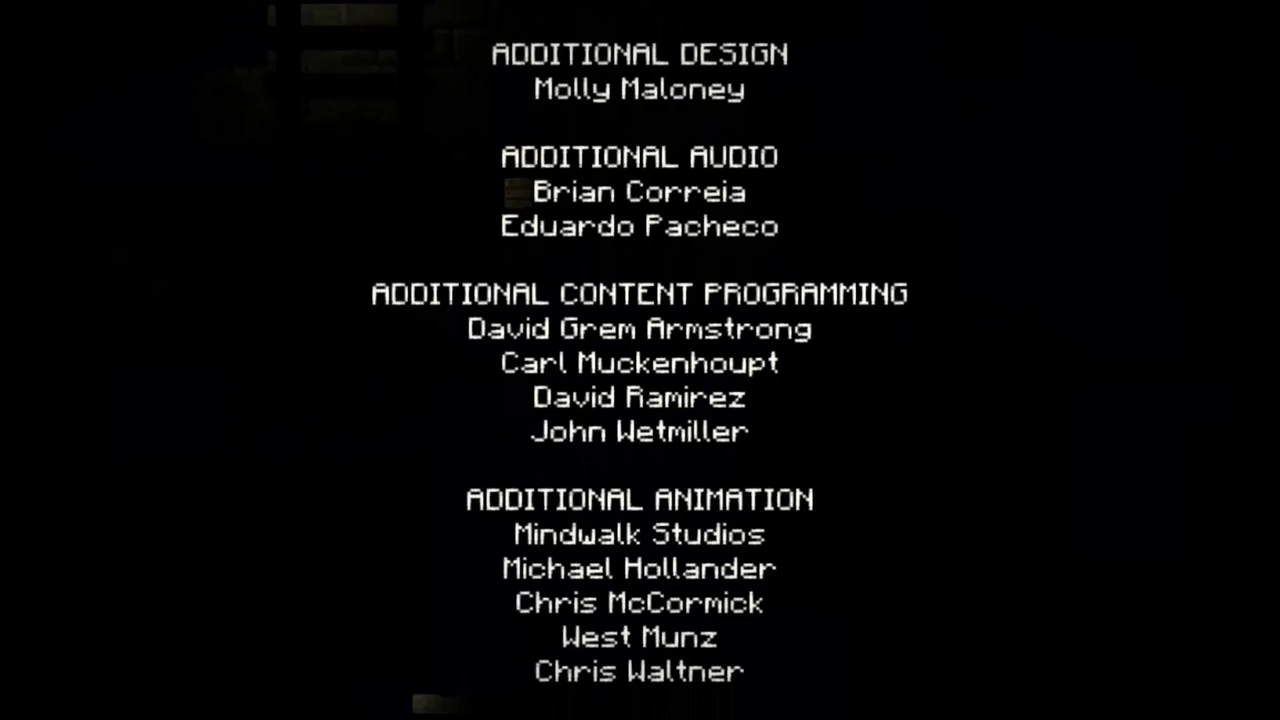 ADDITIONAL DESIGN
Molly Maloney
ADDITIONAL AUDIO
Brian Correia
Eduardo Pacheco
ADDITIONAL CONTENT PROGRAMMING
David Grem Armstrong
Carl Muckenhoupt
David Ramirez
John Wetmiller
ADDITIONAL ANIMATION
Mindwalk Studios
Michael Hollander
Chris McCormick
West Munz
Chris Waltner